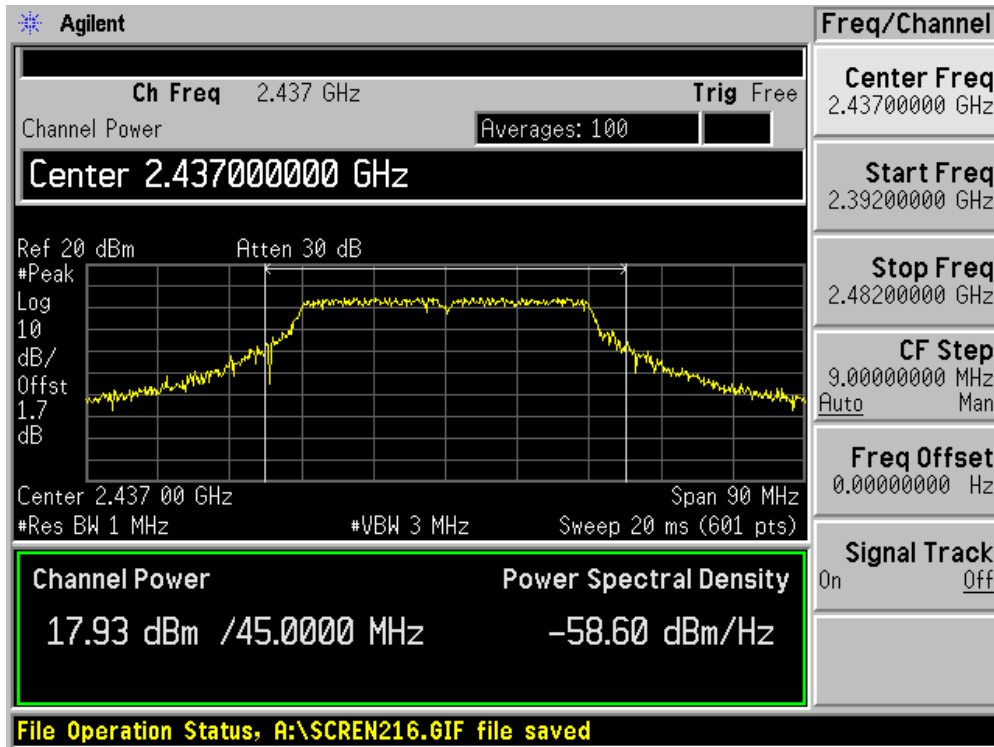 Agilent
Freq/Channel
Ch Freq 2.437 GHz Trig Free
Channel Power Averages: 100
Center 2.437000000 GHz
Ref 20 dBm Atten 30 dB
#Peak
Log
10
dB/
Offst
1.7
dB
Center 2.437 00 GHz Span 90 MHz
#Res BW 1 MHz #VBW 3 MHz Sweep 20 ms (601 pts)
Channel Power Power Spectral Density
17.93 dBm /45.0000 MHz -58.60 dBm/Hz
Center Freq
2.43700000 GHz
Start Freq
2.39200000 GHz
Stop Freq
2.48200000 GHz
CF Step
9.00000000 MHz
Auto Man
Freq Offset
0.00000000 Hz
Signal Track
On Off
File Operation Status, A:\SCREN216.GIF file saved